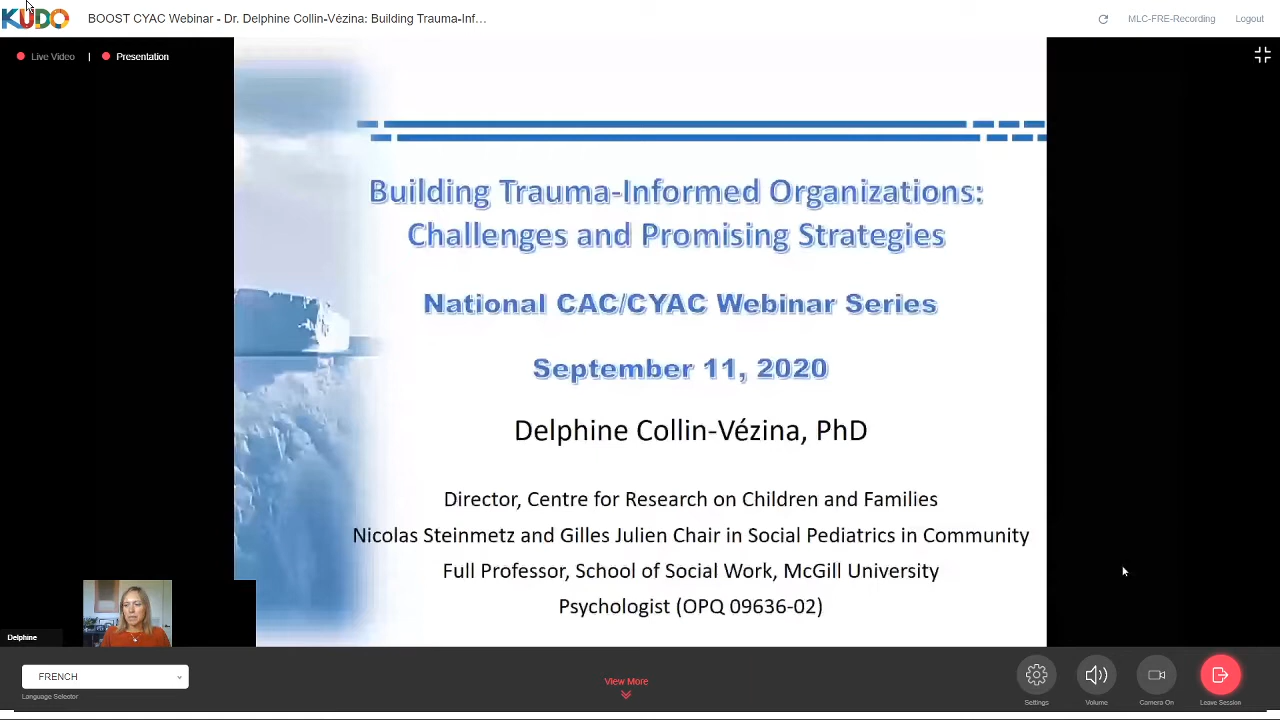 KUDO
BOOST CYAC Webinar - Dr. Delphine Collin-Vézina: Building Trauma-Inf...
MLC-FRE-Recording
Logout
Live Video | Presentation
Building Trauma-Informed Organizations:
Challenges and Promising Strategies
National CAC/CYAC Webinar Series
September 11, 2020
Delphine Collin-Vézina, PhD
Director, Centre for Research on Children and Families
Nicolas Steinmetz and Gilles Julien Chair in Social Pediatrics in Community
Full Professor, School of Social Work, McGill University
Psychologist (OPQ 09636-02)
Delphine
FRENCH
Language Selector
View More
Settings
Volume
Camera On
Leave Session